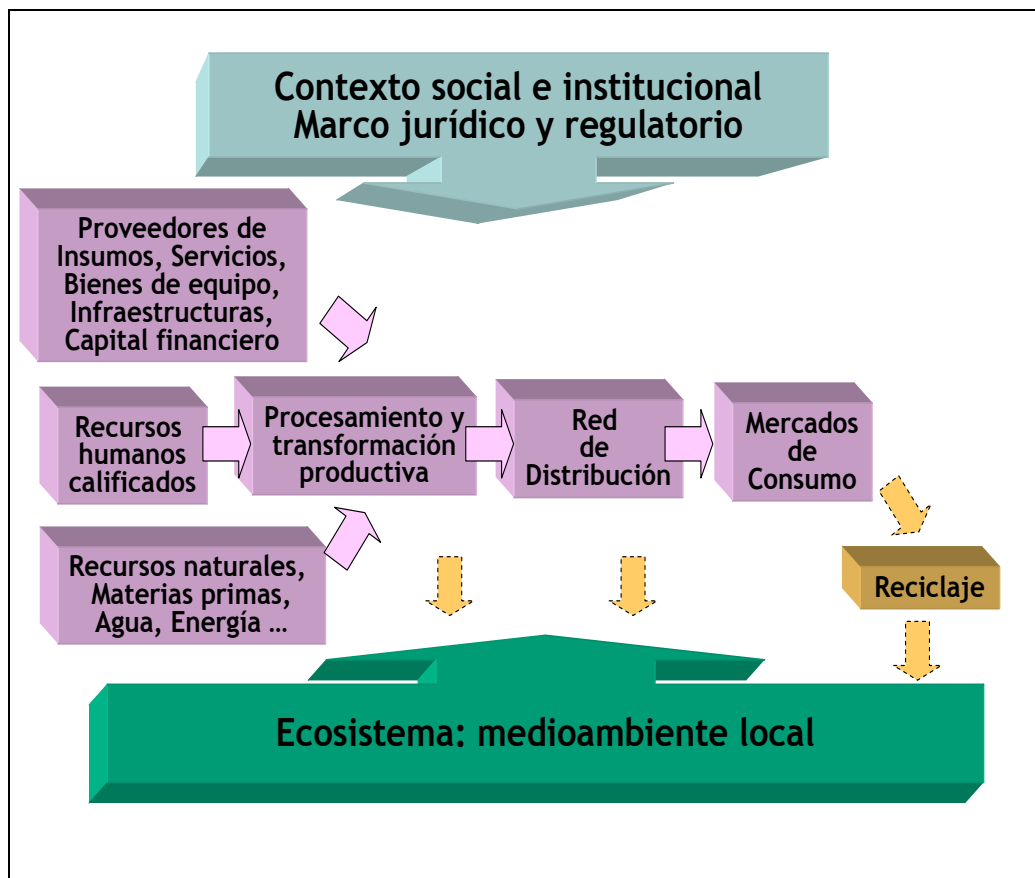 Contexto social e institucional
Marco jurídico y regulatorio
Proveedores de
Insumos, Servicios,
Bienes de equipo,
Infraestructuras,
Capital financiero
Recursos
humanos
calificados
Procesamiento y
transformación
productiva
Red
de
Distribución
Mercados
de
Consumo
Recursos naturales,
Materias primas,
Agua, Energía ...
Reciclaje
Ecosistema: medioambiente local